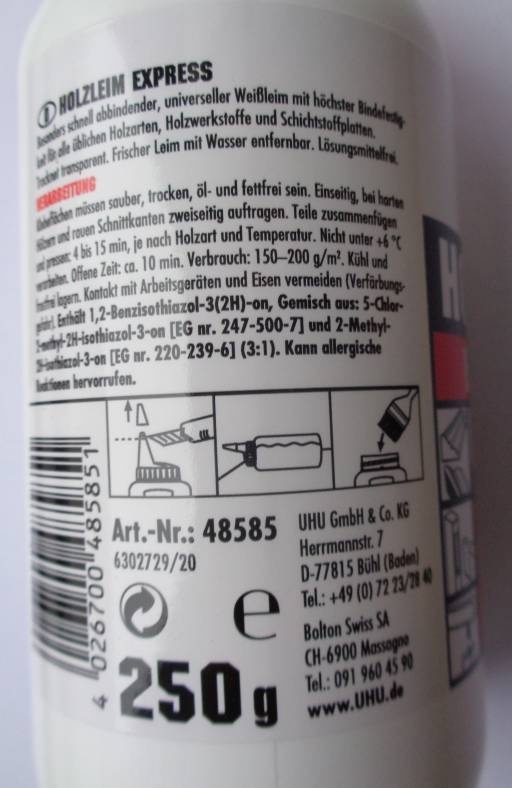 D HOLZLEIM EXPRESS
Besonders schnell abbindender, universeller Weißleim mit höchster Bindefestig-
keit für alle üblichen Holzarten, Holzwerkstoffe und Schichtstoffplatten.
Trocknet transparent. Frischer Leim mit Wasser entfernbar. Lösungsmittelfrei.
VERARBEITUNG
Klebeflächen müssen sauber, trocken, öl- und fettfrei sein. Einseitig, bei harten
Hölzern und rauen Schnittkanten zweiseitig auftragen. Teile zusammenfügen
und pressen: 4 bis 15 min, je nach Holzart und Temperatur. Nicht unter +6 °C
verarbeiten. Offene Zeit: ca. 10 min. Verbrauch: 150–200 g/m². Kühl und
frostfrei lagern. Kontakt mit Arbeitsgeräten und Eisen vermeiden (Verfärbungs-
gefahr). Enthält 1,2-Benzisothiazol-3(2H)-on, Gemisch aus: 5-Chlor-
2-methyl-2H-isothiazol-3-on [EG nr. 247-500-7] und 2-Methyl-
2H-isothiazol-3-on [EG nr. 220-239-6] (3:1). Kann allergische
Reaktionen hervorrufen.
4 026700 485851
Art.-Nr.: 48585
6302729/20
e
250 g
UHU GmbH & Co. KG
Herrmannstr. 7
D-77815 Bühl (Baden)
Tel.: +49 (0) 72 23/28 40
Bolton Swiss SA
CH-6900 Massagno
Tel.: 091 960 45 90
www.UHU.de